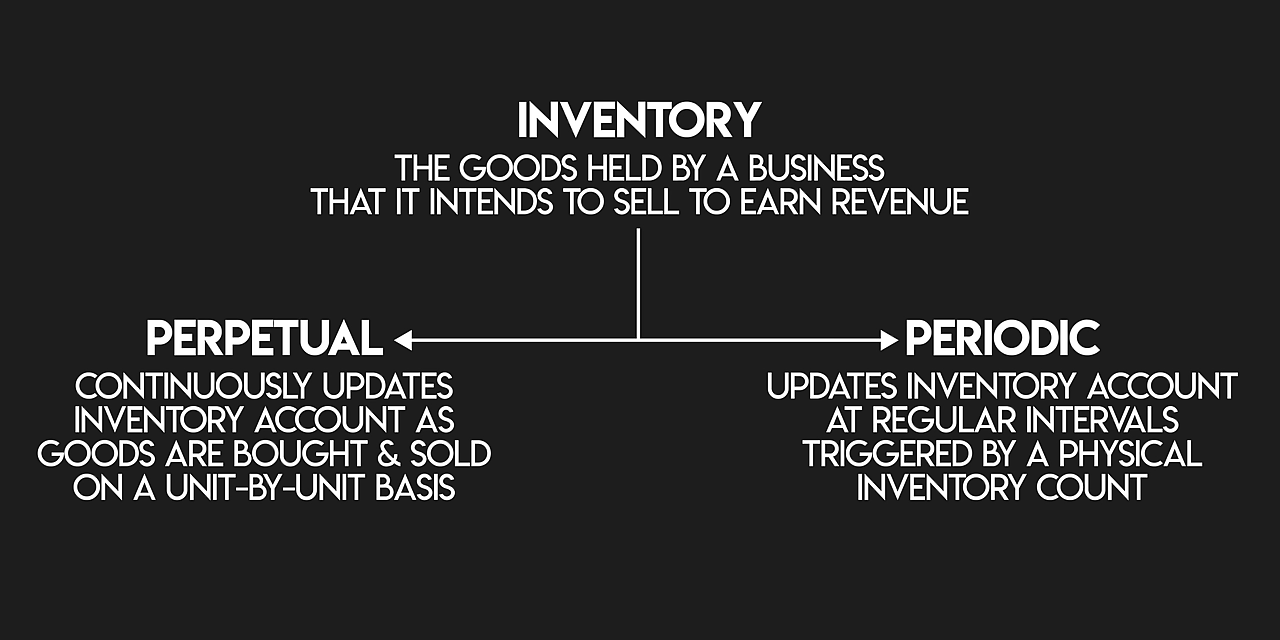 INVENTORY
THE GOODS HELD BY A BUSINESS
THAT IT INTENDS TO SELL TO EARN REVENUE
PERPETUAL
CONTINUOUSLY UPDATES
INVENTORY ACCOUNT AS
GOODS ARE BOUGHT & SOLD
ON A UNIT-BY-UNIT BASIS
PERIODIC
UPDATES INVENTORY ACCOUNT
AT REGULAR INTERVALS
TRIGGERED BY A PHYSICAL
INVENTORY COUNT